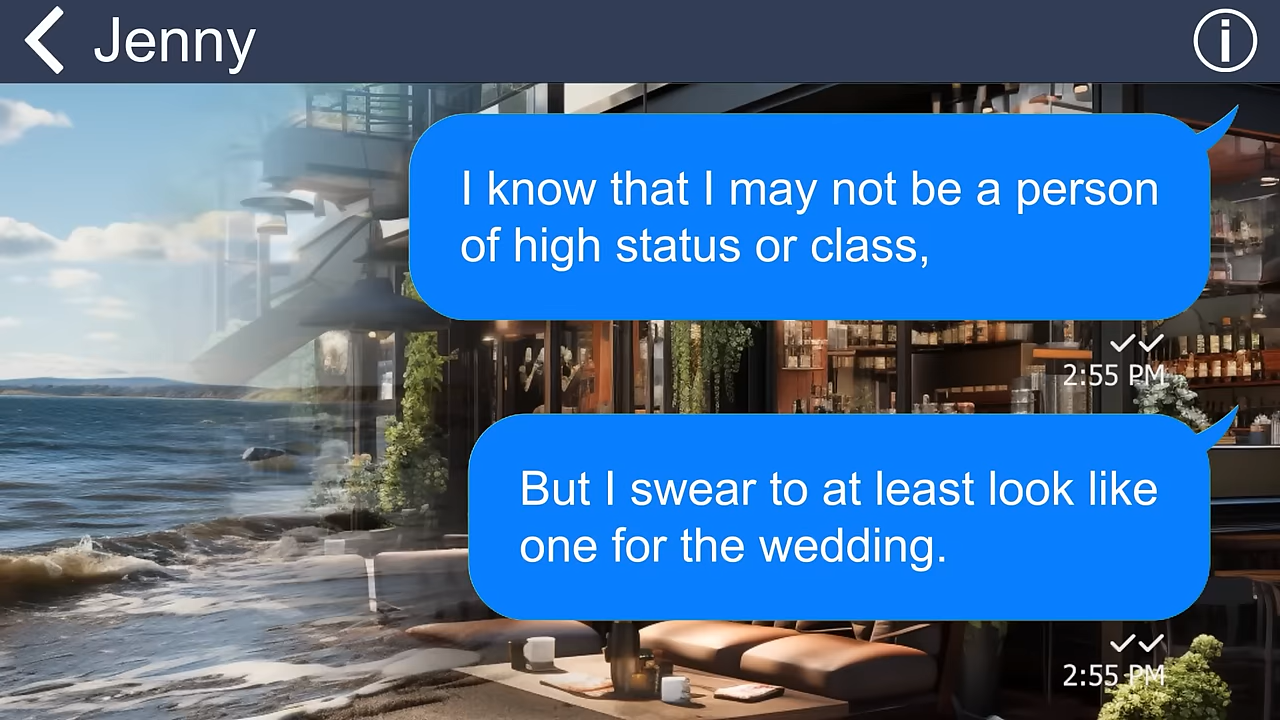 Jenny
I know that I may not be a person
of high status or class,
2:55 PM
But I swear to at least look like
one for the wedding.
2:55 PM